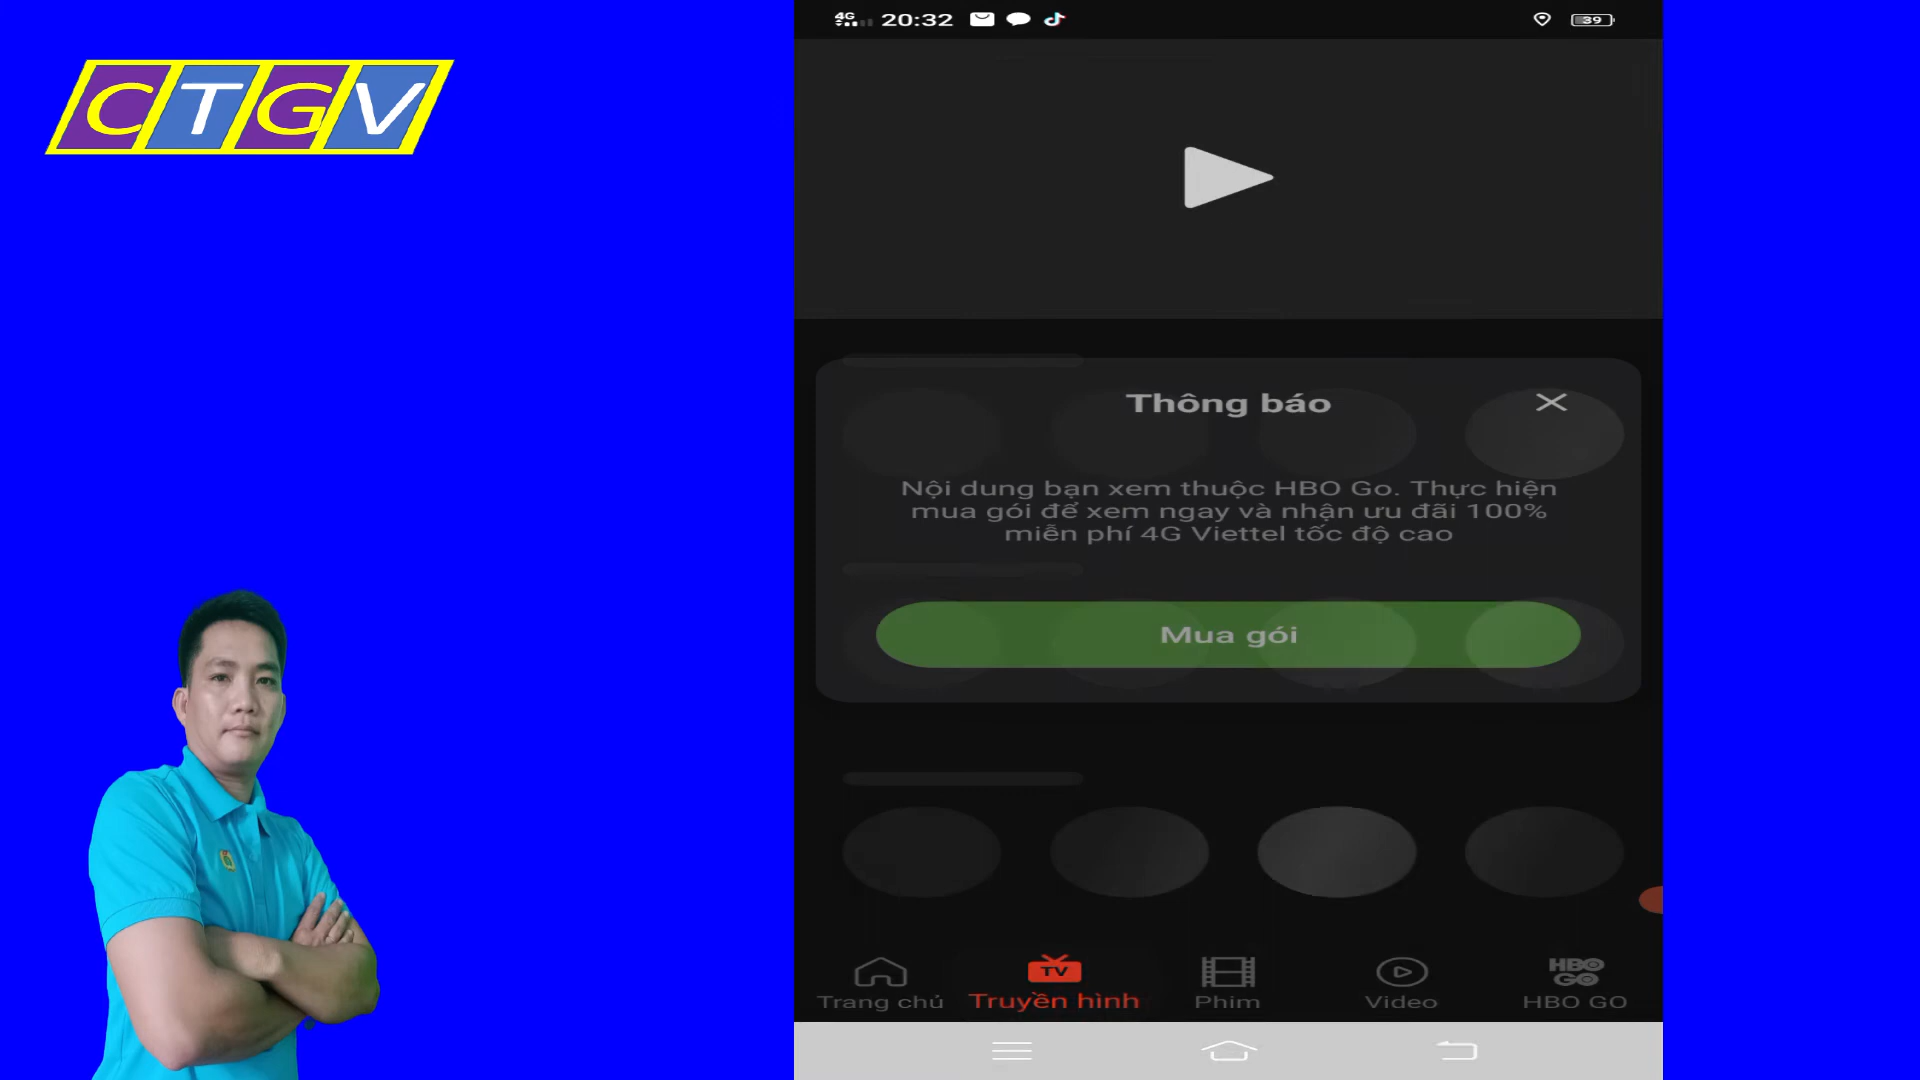 CTGV
4G 20:32
39
Thông báo
Nội dung bạn xem thuộc HBO Go. Thực hiện
mua gói để xem ngay và nhận ưu đãi 100%
miễn phí 4G Viettel tốc độ cao
Mua gói
TV
HBO
GO
Trang chủ
Truyền hình
Phim
Video
HBO GO